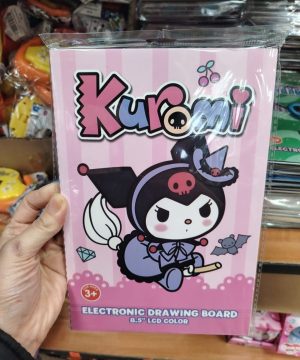 Kuromi
3+
ELECTRONIC DRAWING BOARD
8.5" LCD COLOR